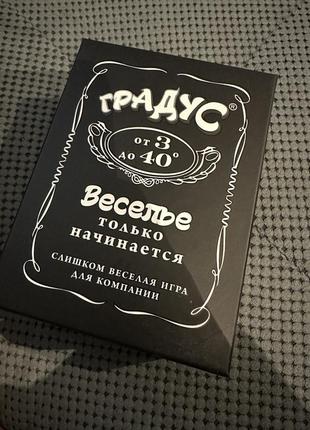 ГРАДУС®
от 3
до 40°
Веселье
только
начинается
СЛИШКОМ ВЕСЕЛАЯ ИГРА
ДЛЯ КОМПАНИИ